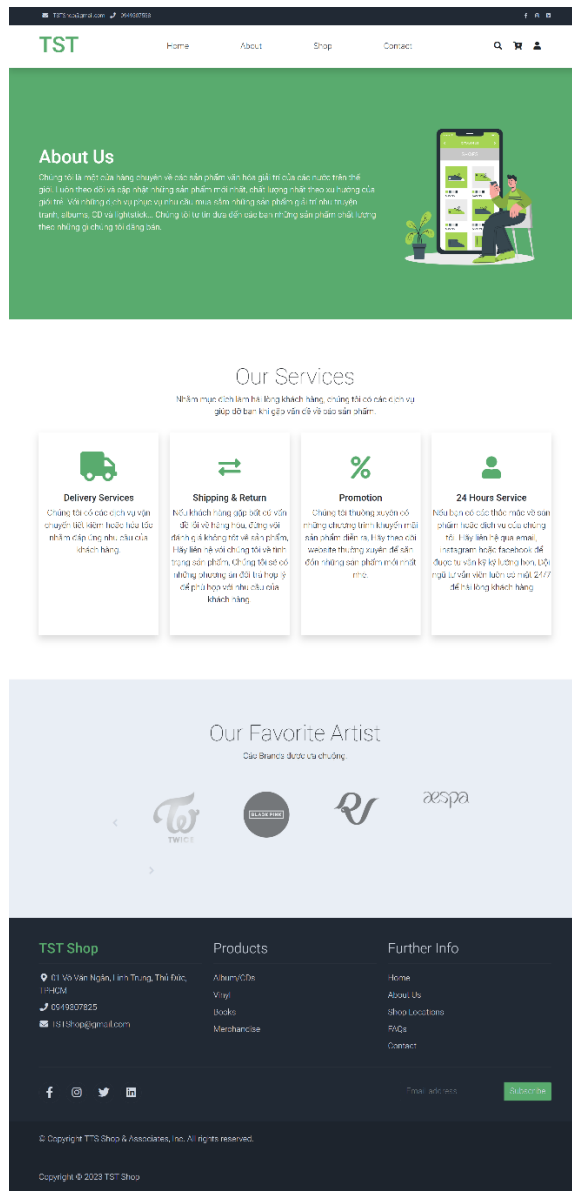 TSTShop@gmail.com
TST
Home
About
Shop
Contact
About Us
Chúng tôi là một cửa hàng chuyên về các sản phẩm văn hóa giải trí của các nước trên thế
giới. Luôn theo dõi và cập nhật những sản phẩm mới nhất, chất lượng nhất theo xu hướng của
giới trẻ. Với những dịch vụ phục vụ nhu cầu mua sắm những sản phẩm giải trí như truyện
tranh, albums, CD và lightstick... Chúng tôi tự tin đưa đến các bạn những sản phẩm chất lượng
theo những gì chúng tôi đăng bán.
Our Services
Nhằm mục đích làm hài lòng khách hàng, chúng tôi có các dịch vụ
giúp đỡ bạn khi gặp vấn đề về các sản phẩm.
Delivery Services
Chúng tôi có các dịch vụ vận
chuyển tiết kiệm hoặc hỏa tốc
nhằm đáp ứng nhu cầu của
khách hàng.
Shipping & Return
Nếu khách hàng gặp bất cứ vấn
đề lỗi về hàng hóa, đừng vội
đánh giá không tốt về sản phẩm,
Hãy liên hệ với chúng tôi về tình
trạng sản phẩm. Chúng tôi sẽ có
những phương án đổi trả hợp lý
để phù hợp với nhu cầu của
khách hàng.
Promotion
Chúng tôi thường xuyên có
những chương trình khuyến mãi
sản phẩm diễn ra, Hãy theo dõi
website thường xuyên để săn
đón những sản phẩm mới nhất
nhé.
24 Hours Service
Nếu bạn có các thắc mắc về sản
phẩm hoặc dịch vụ của chúng
tôi. Hãy liên hệ qua email,
instagram hoặc facebook để
được tư vấn kỹ kỹ lưỡng hơn. Đội
ngũ tư vấn viên luôn có mặt 24/7
để hài lòng khách hàng
Our Favorite Artist
Các Brands được ưa chuộng.
TWICE
BLACKPINK
aespa
TST Shop
01 Võ Văn Ngân, Linh Trung, Thủ Đức,
TPHCM
0949307825
TSTShop@gmail.com
Products
Album/CDs
Vinyl
Books
Merchandise
Further Info
Home
About Us
Shop Locations
FAQs
Contact
Email address
Subscribe
© Copyright TTS Shop & Associates, Inc. All rights reserved.
Copyright © 2023 TST Shop